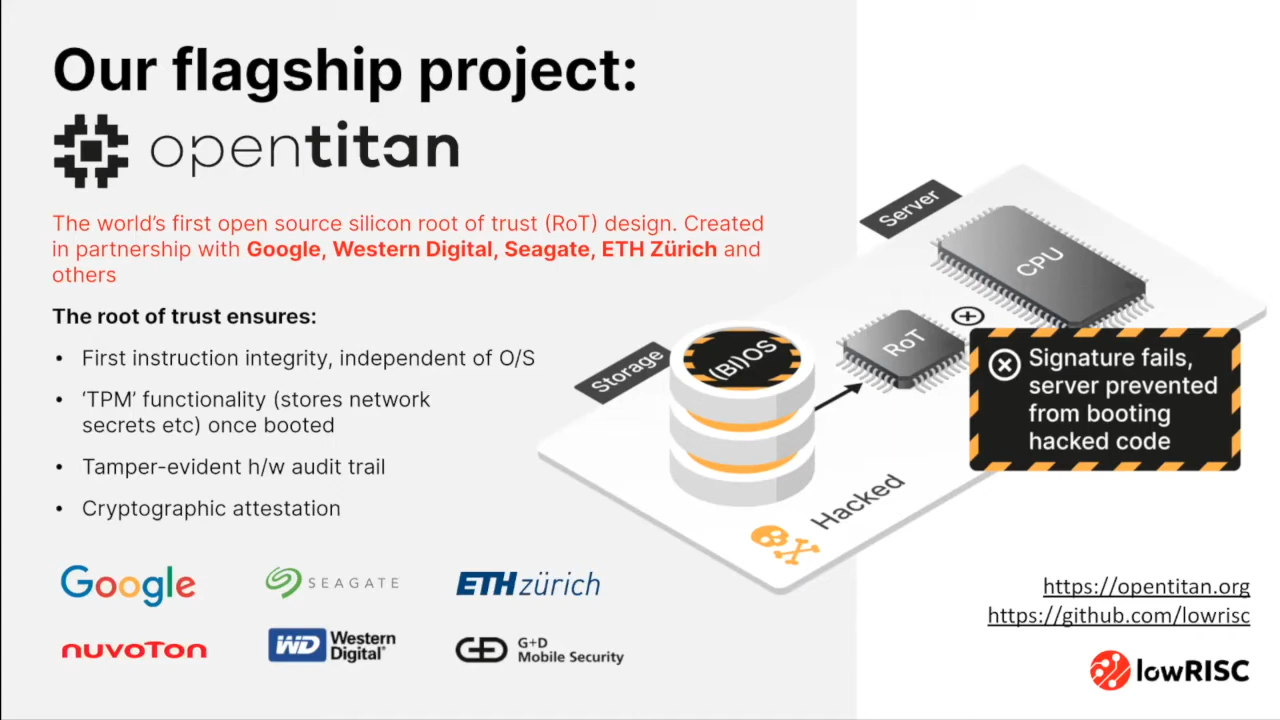 Our flagship project:
opentitan
The world's first open source silicon root of trust (RoT) design. Created
in partnership with Google, Western Digital, Seagate, ETH Zürich and
others
The root of trust ensures:
• First instruction integrity, independent of O/S
• ‘TPM’ functionality (stores network
secrets etc) once booted
• Tamper-evident h/w audit trail
• Cryptographic attestation
Google
SEAGATE
ETH zürich
nuvoTon
WD Western
Digital®
G+D
Mobile Security
Server
CPU
RoT
Storage
(BI)OS
Signature fails,
server prevented
from booting
hacked code
Hacked
https://opentitan.org
https://github.com/lowrisc
lowRISC